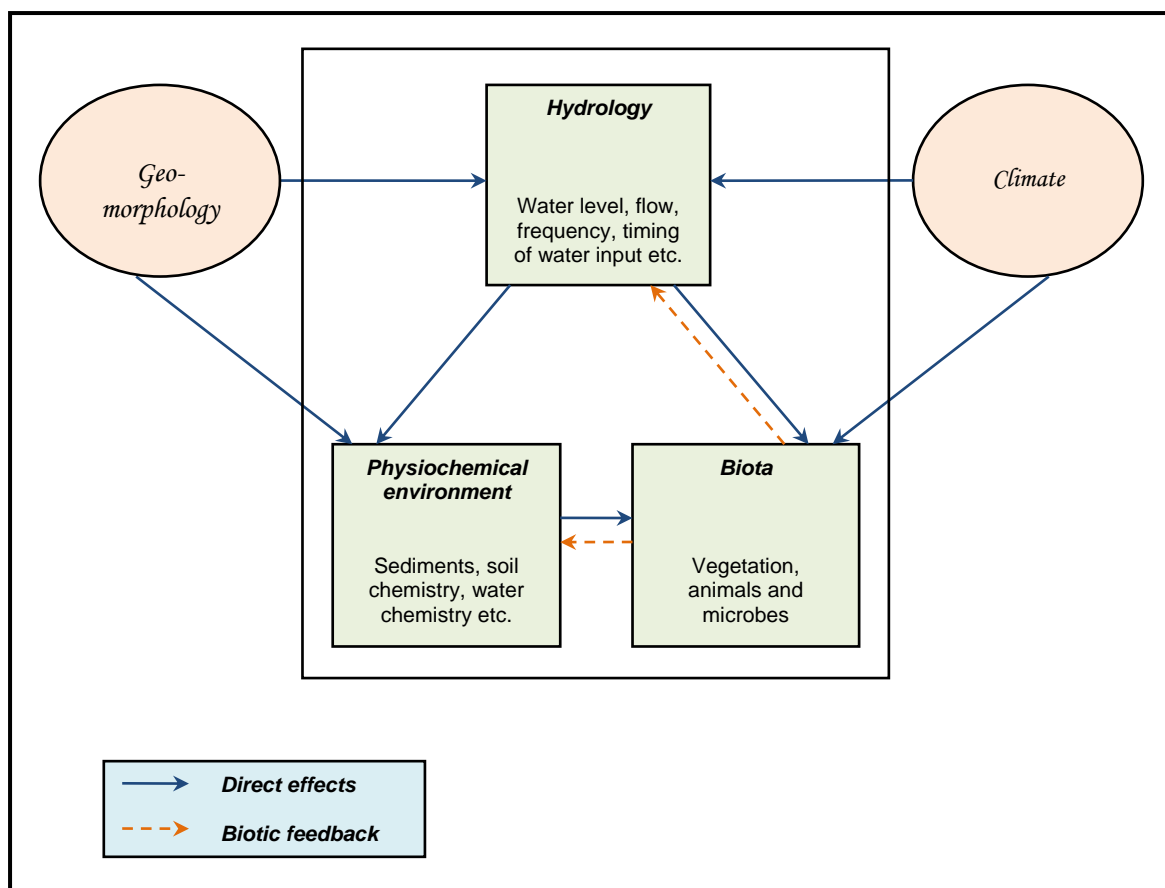 Hydrology
Water level, flow,
frequency, timing
of water input etc.
Geo-
morphology
Climate
Physiochemical
environment
Sediments, soil
chemistry, water
chemistry etc.
Biota
Vegetation,
animals and
microbes
Direct effects
Biotic feedback